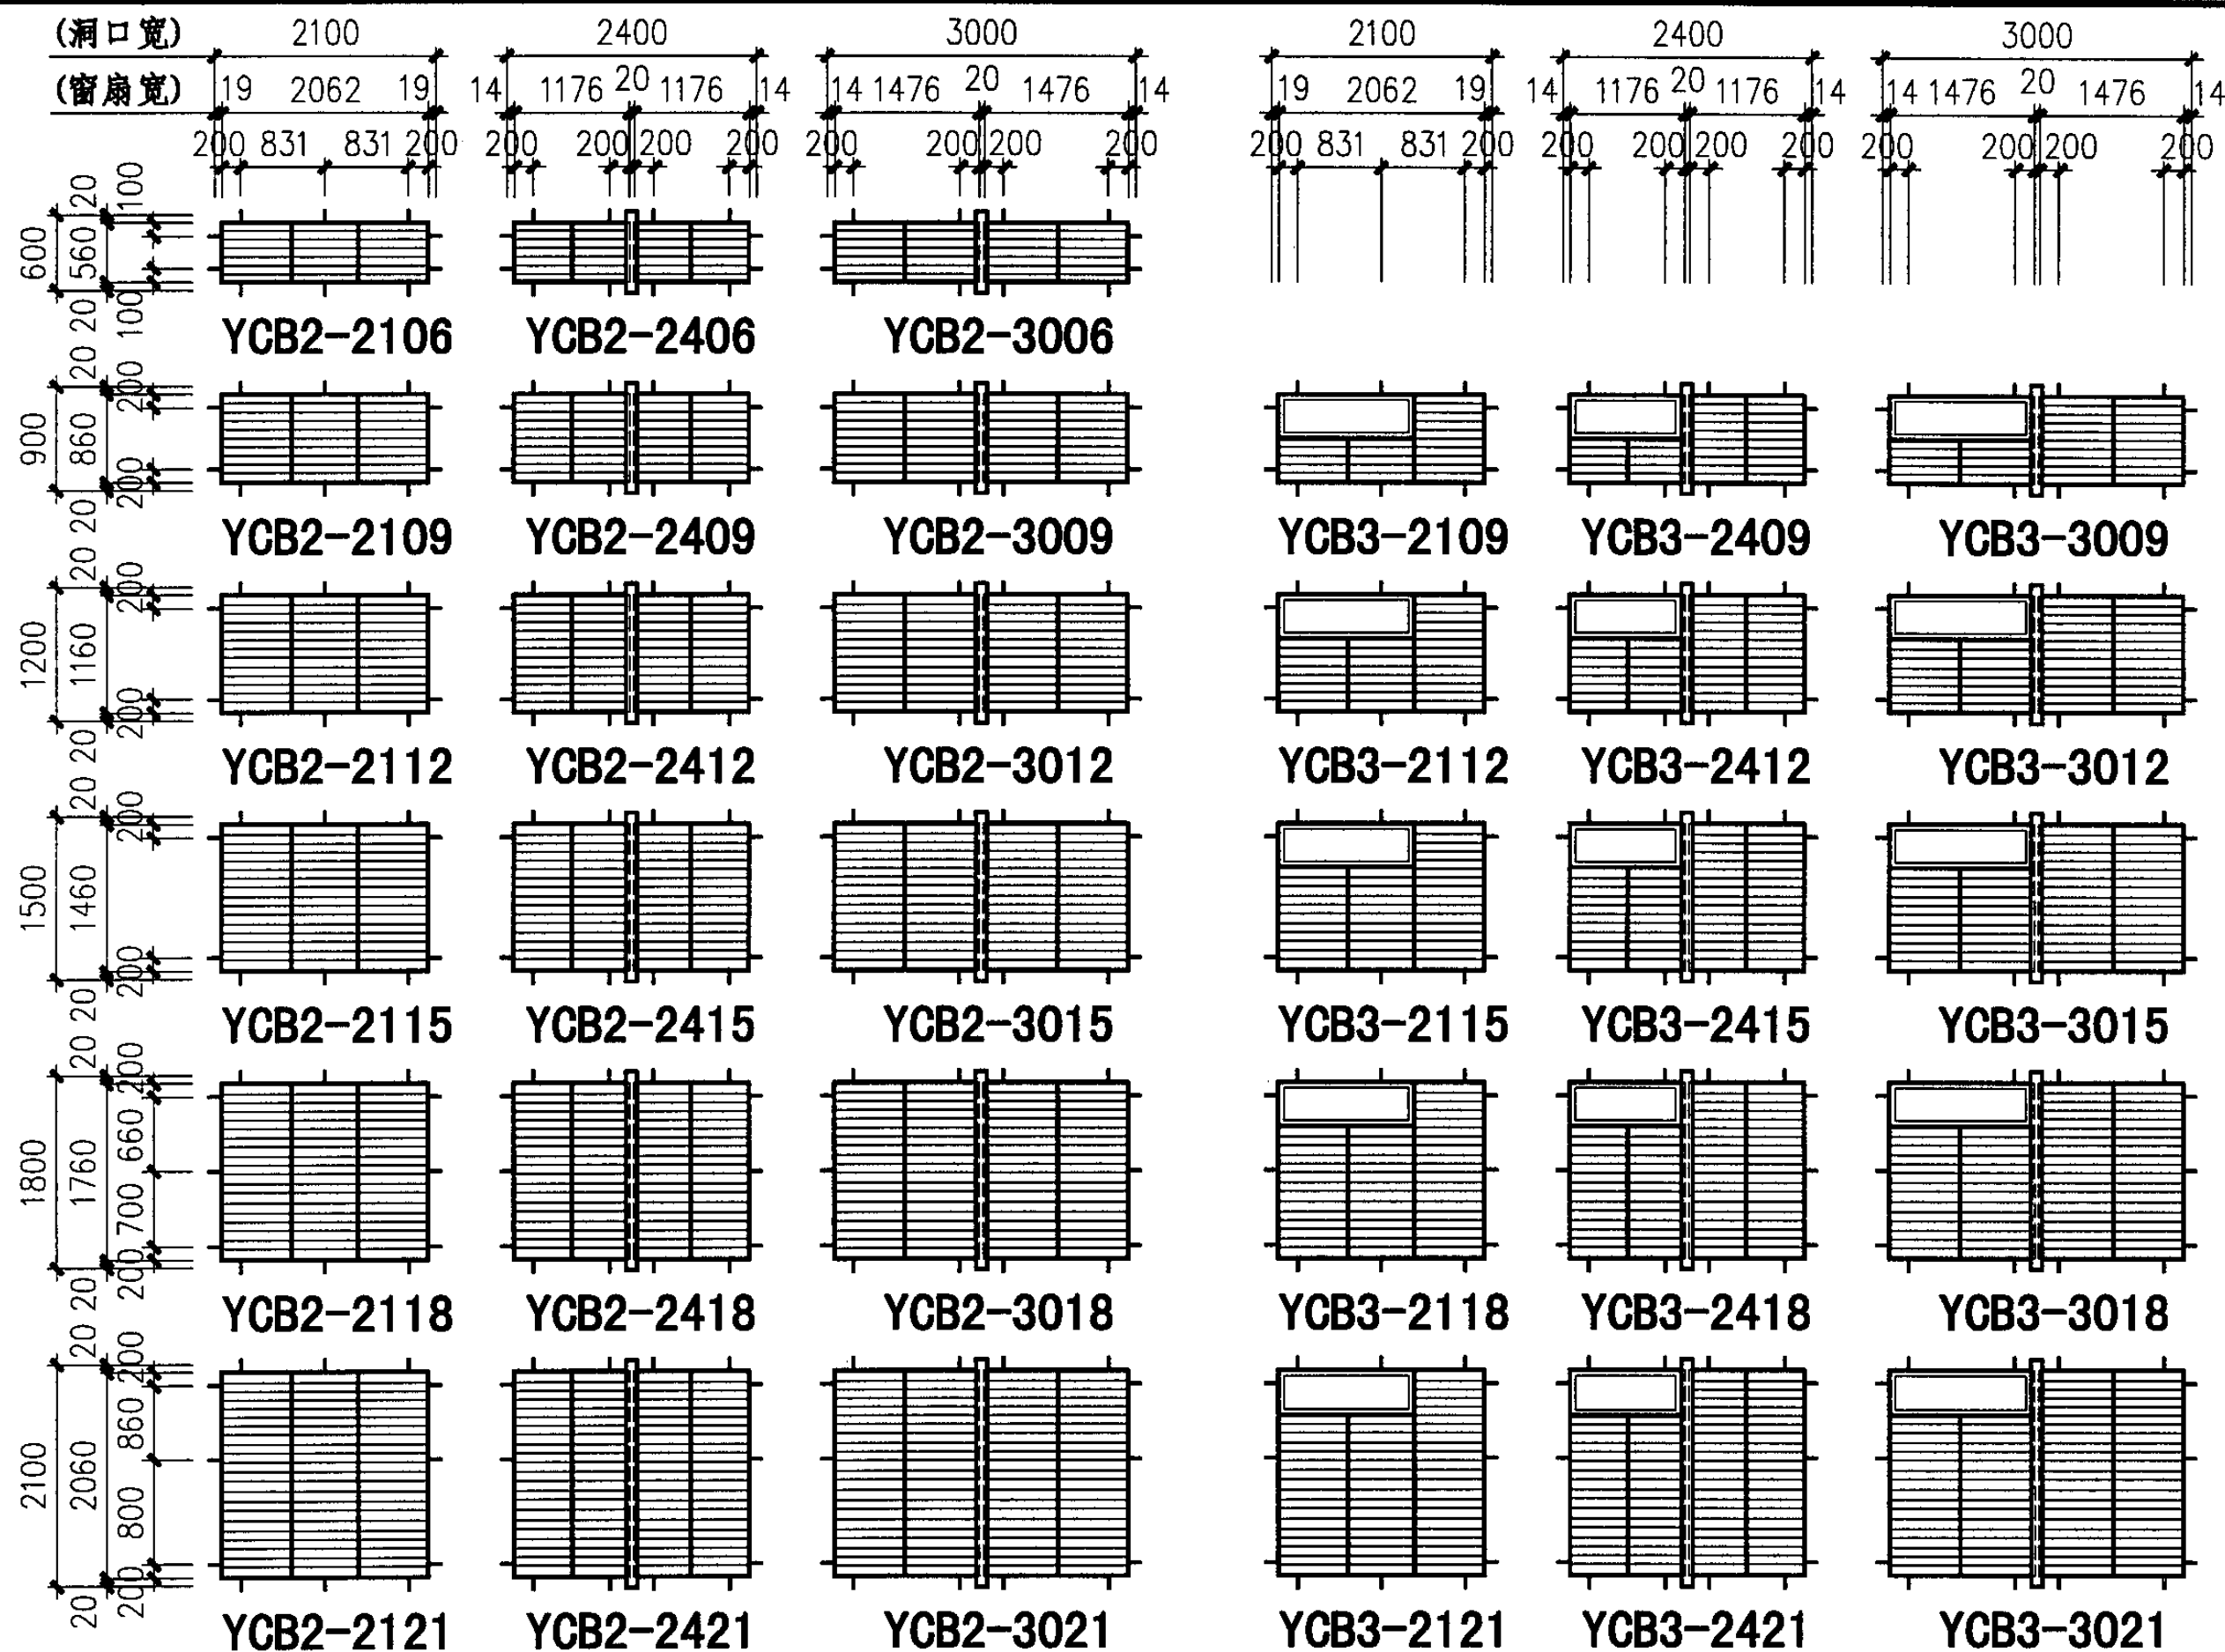 (洞口宽) 2100 2400 3000 2100 2400 3000
(窗扇宽) 19 2062 19 14 1176 20 1176 14 14 1476 20 1476 14 19 2062 19 14 1176 20 1176 14 14 1476 20 1476 14
200 831 831 200 200 200 200 200 200 200 200 200 200 831 831 200 200 200 200 200 200 200 200 200
600 20 560 20 100 100
YCB2-2106 YCB2-2406 YCB2-3006
900 20 860 20 200 200
YCB2-2109 YCB2-2409 YCB2-3009 YCB3-2109 YCB3-2409 YCB3-3009
1200 20 1160 20 200 200
YCB2-2112 YCB2-2412 YCB2-3012 YCB3-2112 YCB3-2412 YCB3-3012
1500 20 1460 20 200 200
YCB2-2115 YCB2-2415 YCB2-3015 YCB3-2115 YCB3-2415 YCB3-3015
1800 20 1760 20 200 660 700 200
YCB2-2118 YCB2-2418 YCB2-3018 YCB3-2118 YCB3-2418 YCB3-3018
2100 20 2060 20 200 860 800 200
YCB2-2121 YCB2-2421 YCB2-3021 YCB3-2121 YCB3-2421 YCB3-3021